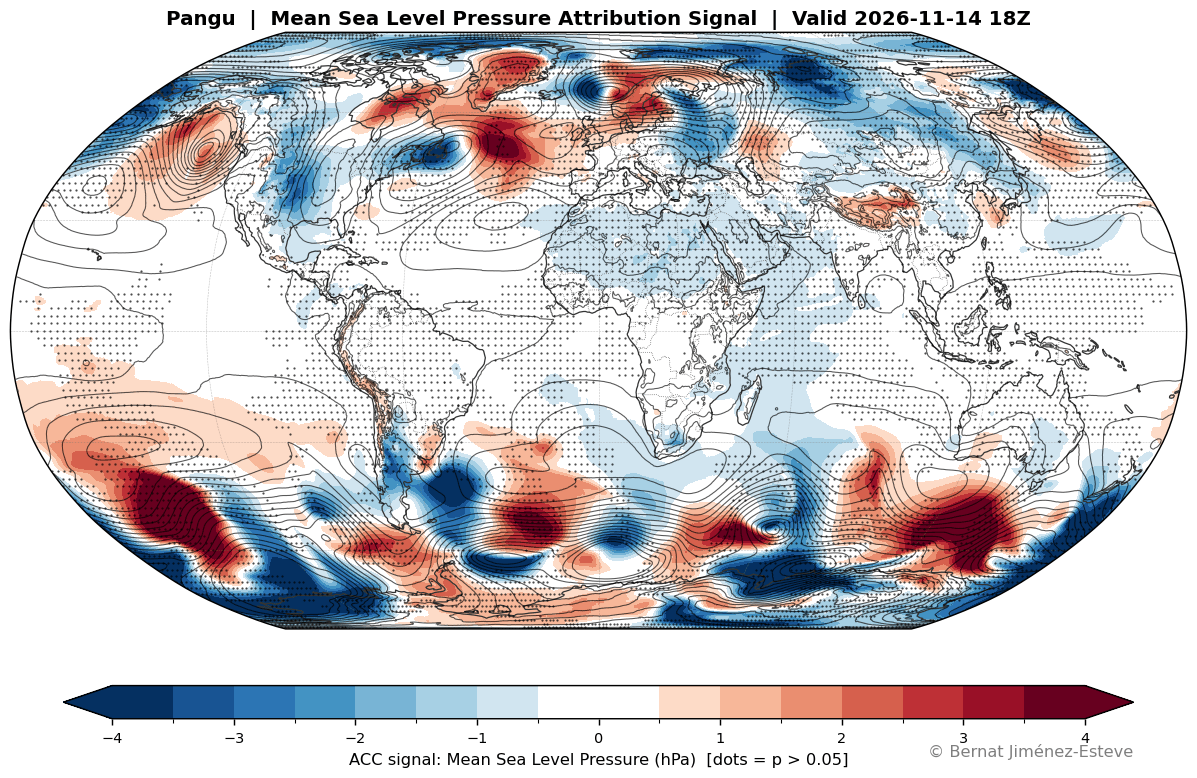 Pangu | Mean Sea Level Pressure Attribution Signal | Valid 2026-11-14 18Z
−4 −3 −2 −1 0 1 2 3 4
ACC signal: Mean Sea Level Pressure (hPa) [dots = p > 0.05]
© Bernat Jiménez-Esteve